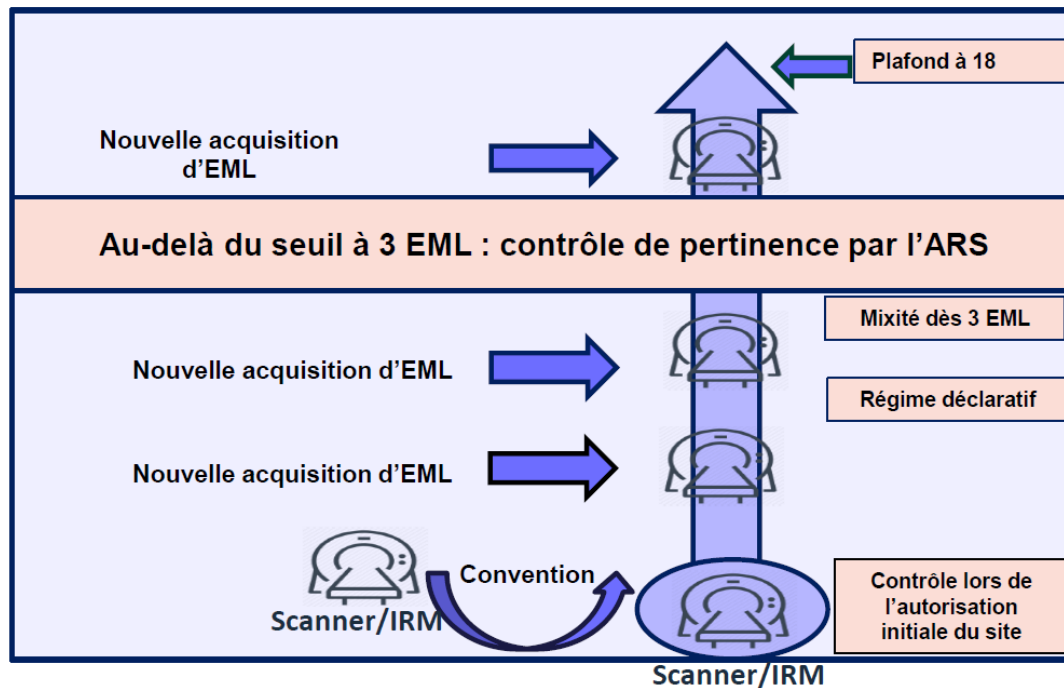 Plafond à 18
Nouvelle acquisition
d’EML
Au-delà du seuil à 3 EML : contrôle de pertinence par l’ARS
Mixité dès 3 EML
Nouvelle acquisition d’EML
Régime déclaratif
Nouvelle acquisition d’EML
Convention
Scanner/IRM
Contrôle lors de
l’autorisation
initiale du site
Scanner/IRM